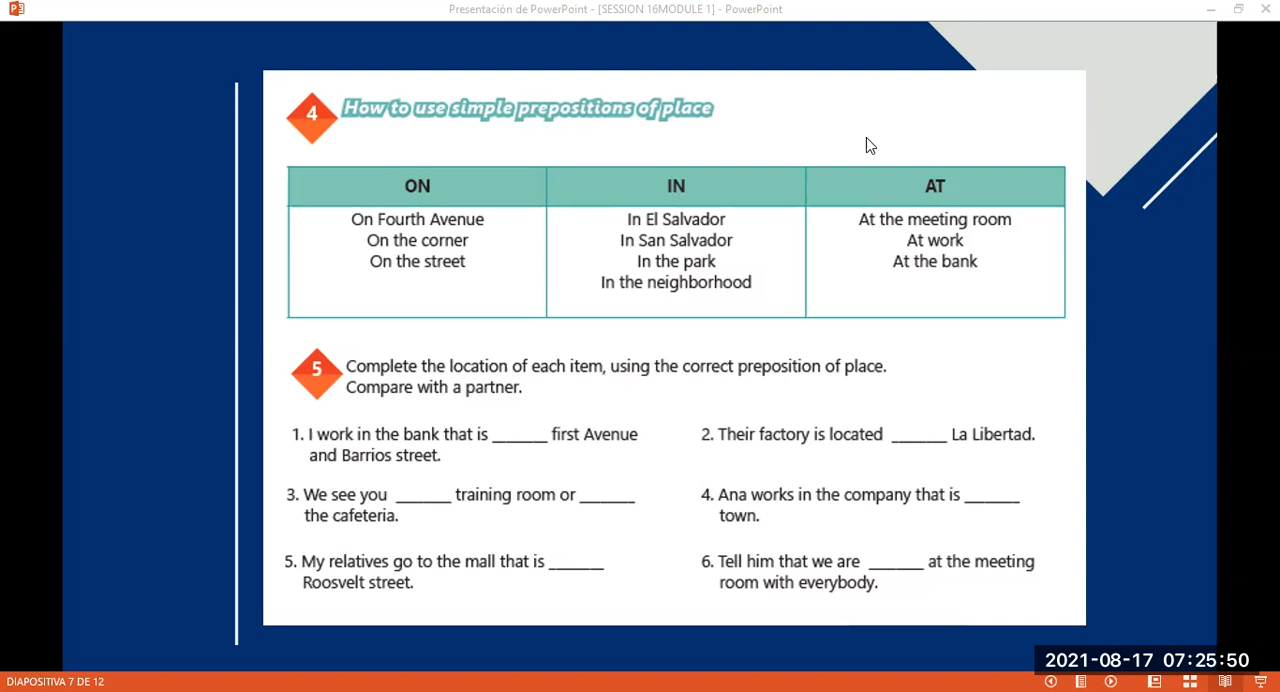 Presentación de PowerPoint - [SESSION 16MODULE 1] - PowerPoint
4
How to use simple prepositions of place
ON
IN
AT
On Fourth Avenue
On the corner
On the street
In El Salvador
In San Salvador
In the park
In the neighborhood
At the meeting room
At work
At the bank
5
Complete the location of each item, using the correct preposition of place.
Compare with a partner.
1. I work in the bank that is ______ first Avenue
and Barrios street.
2. Their factory is located ______ La Libertad.
3. We see you ______ training room or ______
the cafeteria.
4. Ana works in the company that is ______
town.
5. My relatives go to the mall that is ______
Roosvelt street.
6. Tell him that we are ______ at the meeting
room with everybody.
2021-08-17 07:25:50
DIAPOSITIVA 7 DE 12